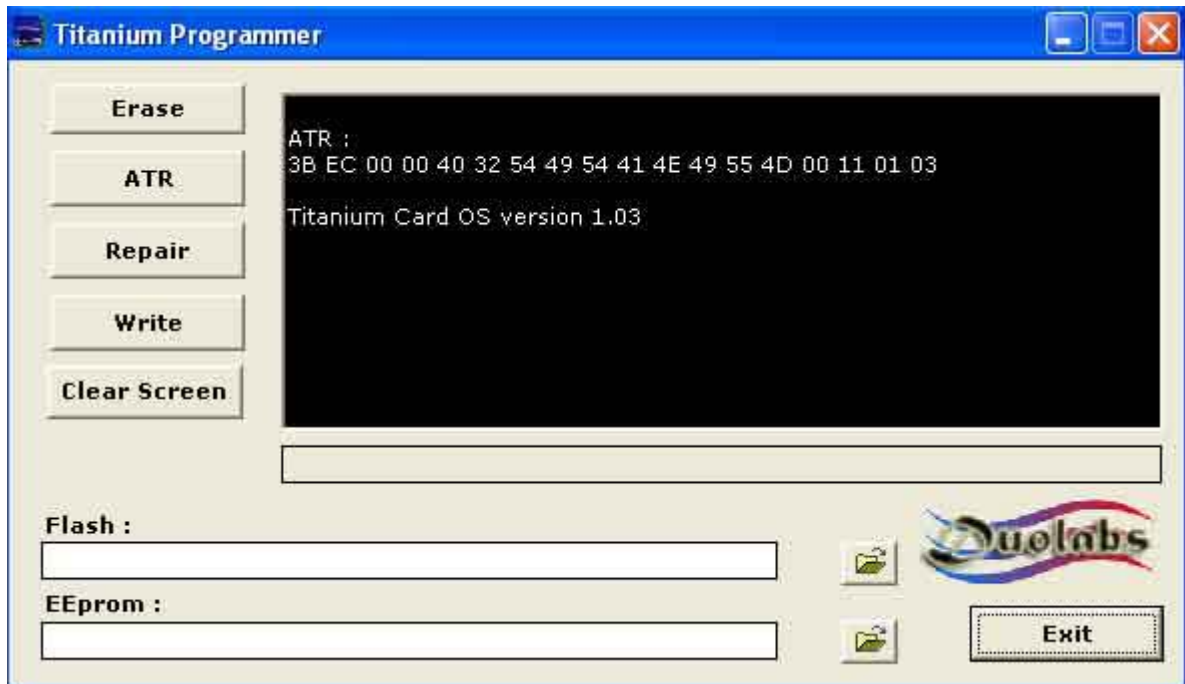 Titanium Programmer
Erase
ATR
Repair
Write
Clear Screen
ATR :
3B EC 00 00 40 32 54 49 54 41 4E 49 55 4D 00 11 01 03
Titanium Card OS version 1.03
Flash :
EEprom :
Duolabs
Exit